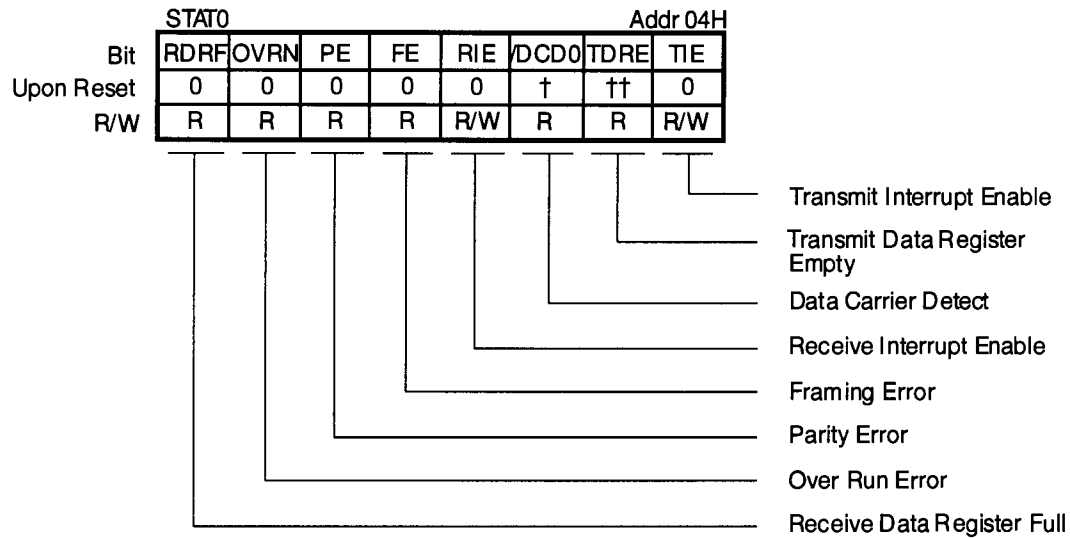 STAT0 Addr 04H
Bit RDRF OVRN PE FE RIE /DCD0 TDRE TIE
Upon Reset 0 0 0 0 0 † †† 0
R/W R R R R R/W R R R/W
Transmit Interrupt Enable
Transmit Data Register
Empty
Data Carrier Detect
Receive Interrupt Enable
Framing Error
Parity Error
Over Run Error
Receive Data Register Full